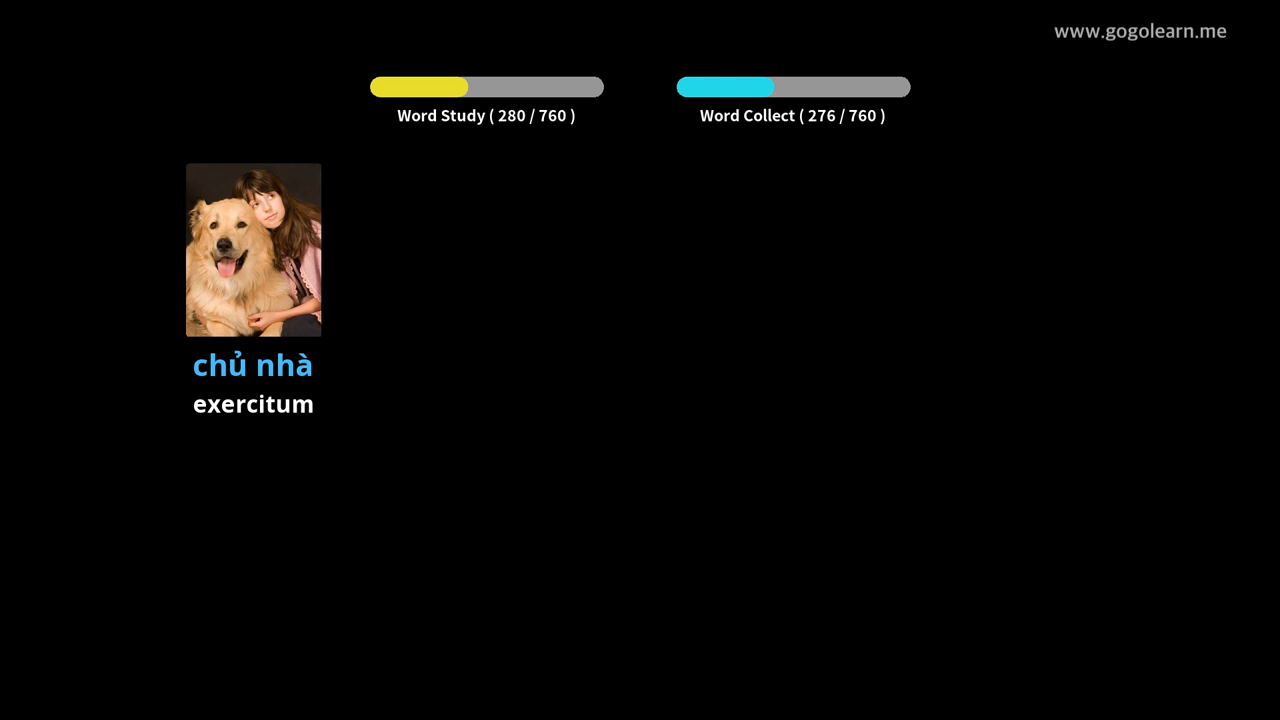 www.gogolearn.me
Word Study ( 280 / 760 )
Word Collect ( 276 / 760 )
chủ nhà
exercitum